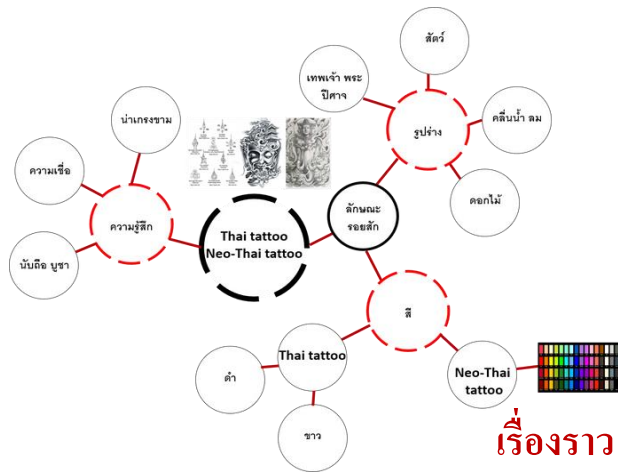 สัตว์
เทพเจ้า พระ
ปีศาจ
รูปร่าง
คลื่นน้ำ ลม
ดอกไม้
น่าเกรงขาม
ความเชื่อ
ความรู้สึก
นับถือ บูชา
Thai tattoo
Neo-Thai tattoo
ลักษณะ
รอยสัก
สี
Thai tattoo
ดำ
ขาว
Neo-Thai
tattoo
เรื่องราว